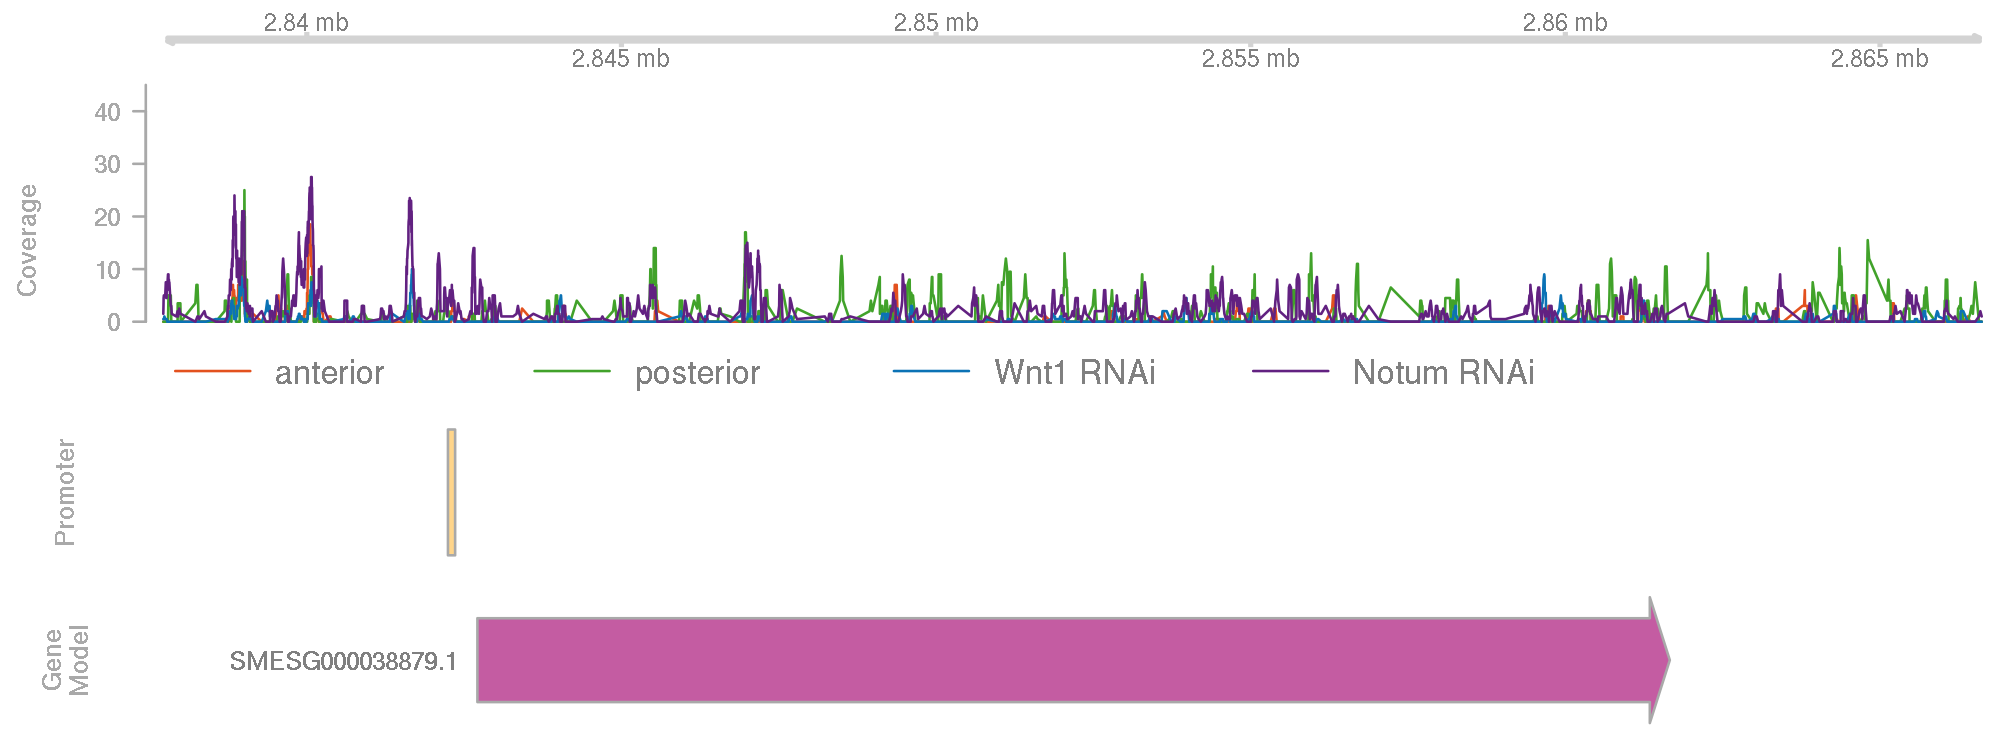 2.84 mb 2.85 mb 2.86 mb
2.845 mb 2.855 mb 2.865 mb
Coverage
40
30
20
10
0
anterior posterior Wnt1 RNAi Notum RNAi
Promoter
Gene
Model
SMESG000038879.1